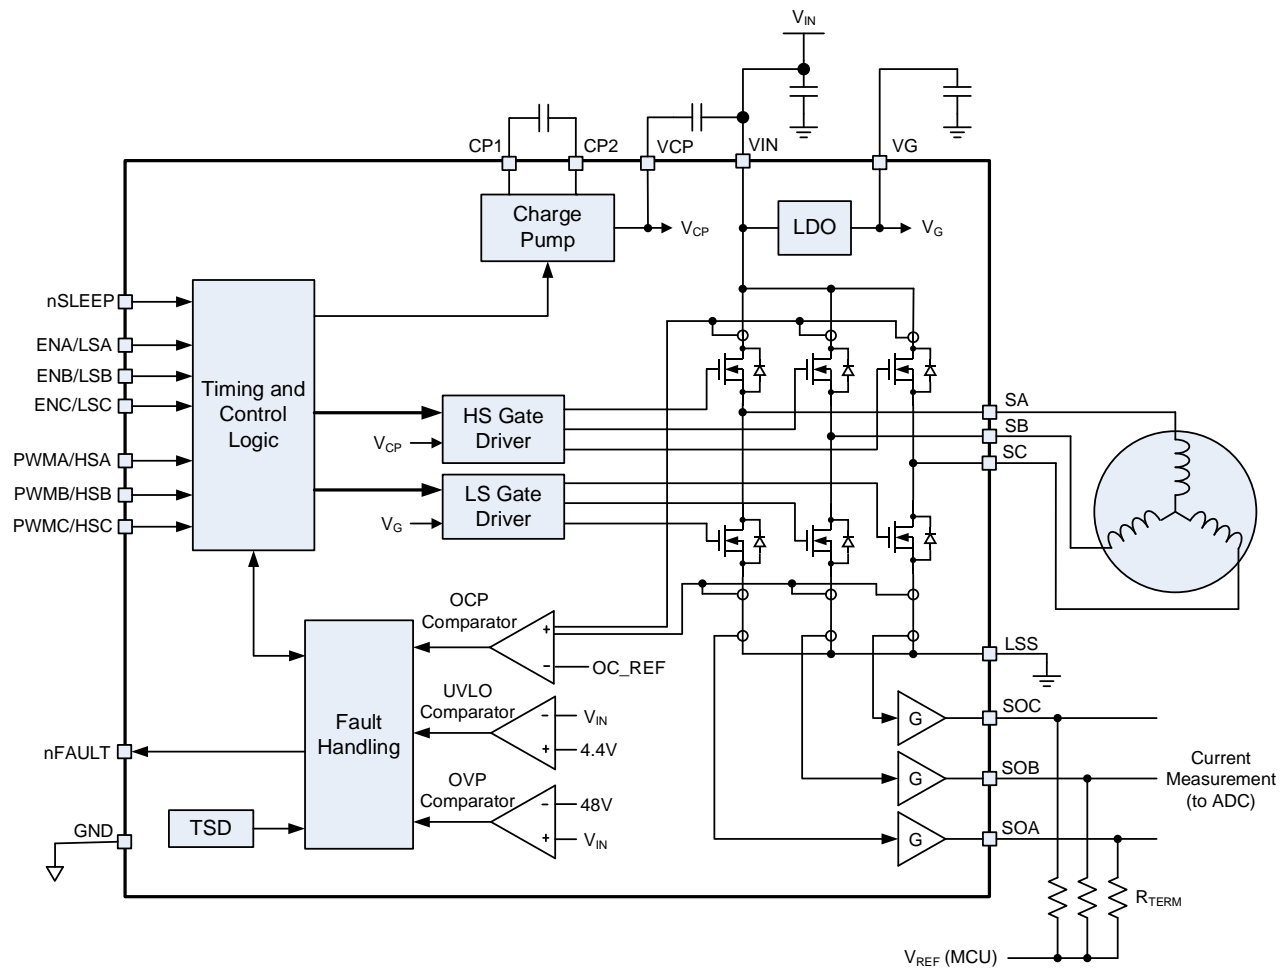 VIN
CP1
CP2
VCP
VIN
VG
Charge
Pump
VCP
LDO
VG
nSLEEP
ENA/LSA
ENB/LSB
ENC/LSC
PWMA/HSA
PWMB/HSB
PWMC/HSC
Timing and
Control
Logic
HS Gate
Driver
VCP
LS Gate
Driver
VG
SA
SB
SC
OCP
Comparator
+
−
OC_REF
LSS
UVLO
Comparator
−
VIN
+
4.4V
Fault
Handling
nFAULT
OVP
Comparator
−
48V
+
VIN
TSD
GND
G
SOC
G
SOB
G
SOA
Current
Measurement
(to ADC)
RTERM
VREF (MCU)